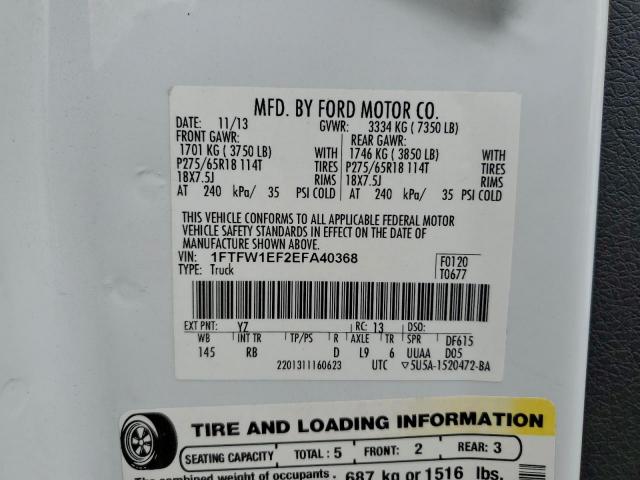 MFD. BY FORD MOTOR CO.
DATE: 11/13 GVWR: 3334 KG ( 7350 LB)
FRONT GAWR: REAR GAWR:
1701 KG ( 3750 LB) WITH 1746 KG ( 3850 LB) WITH
P275/65R18 114T TIRES P275/65R18 114T TIRES
18X7.5J RIMS 18X7.5J RIMS
AT 240 kPa/ 35 PSI COLD AT 240 kPa/ 35 PSI COLD
THIS VEHICLE CONFORMS TO ALL APPLICABLE FEDERAL MOTOR
VEHICLE SAFETY STANDARDS IN EFFECT ON THE DATE OF
MANUFACTURE SHOWN ABOVE.
VIN: 1FTFW1EF2EFA40368 F0120
TYPE: Truck T0677
EXT PNT: YZ RC: 13 DSO:
WB INT TR TP/PS R AXLE TR SPR DF615
145 RB D L9 6 UUAA D05
2201311160623 UTC ▽5U5A-1520472-BA
TIRE AND LOADING INFORMATION
SEATING CAPACITY TOTAL : 5 FRONT: 2 REAR: 3
The combined weight of occupants 687 kg or 1516 lbs.